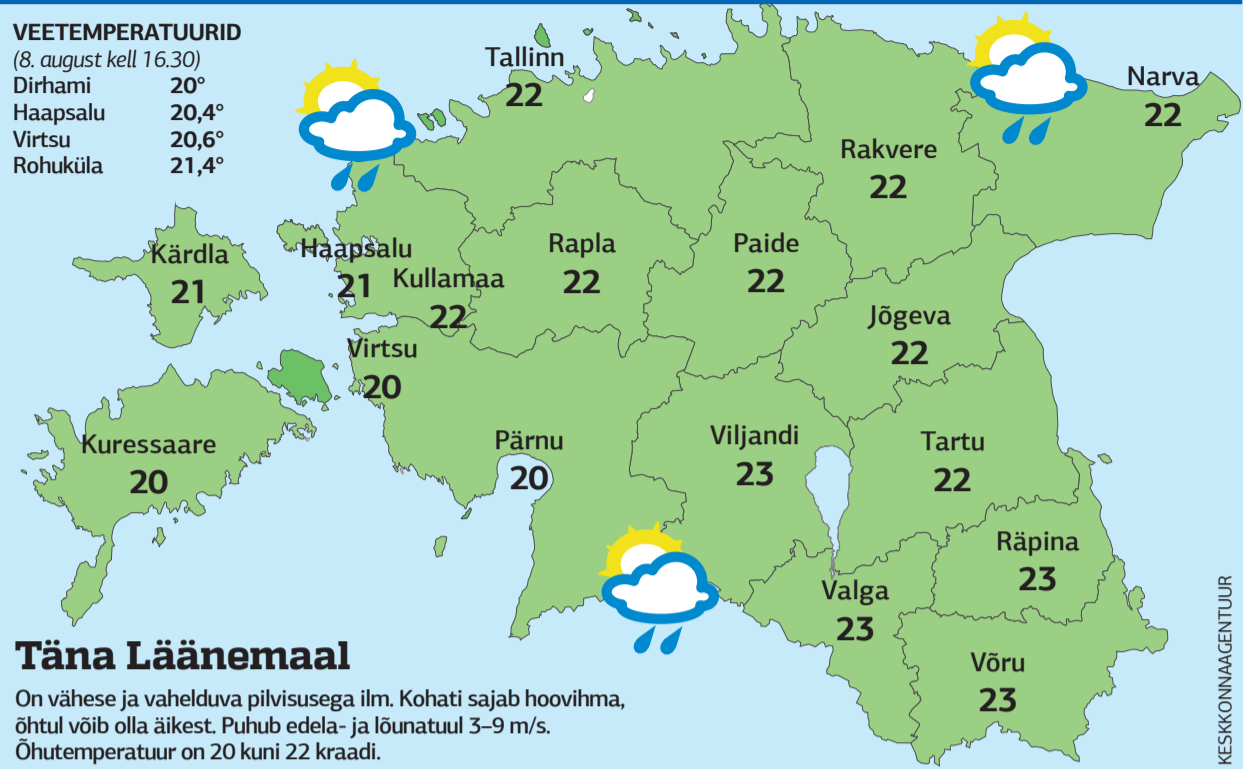 VEETEMPERATUURID
(8. august kell 16.30)
Dirhami 20°
Haapsalu 20,4°
Virtsu 20,6°
Rohuküla 21,4°
Tallinn
22
Narva
22
Rakvere
22
Kärdla
21
Haapsalu
21
Kullamaa
22
Rapla
22
Paide
22
Jõgeva
22
Virtsu
20
Kuressaare
20
Pärnu
20
Viljandi
23
Tartu
22
Räpina
23
Valga
23
Võru
23
Täna Läänemaal
On vähese ja vahelduva pilvisusega ilm. Kohati sajab hoovihma,
õhtul võib olla äikest. Puhub edela- ja lõunatuul 3–9 m/s.
Õhutemperatuur on 20 kuni 22 kraadi.
KESKKONNAAGENTUUR